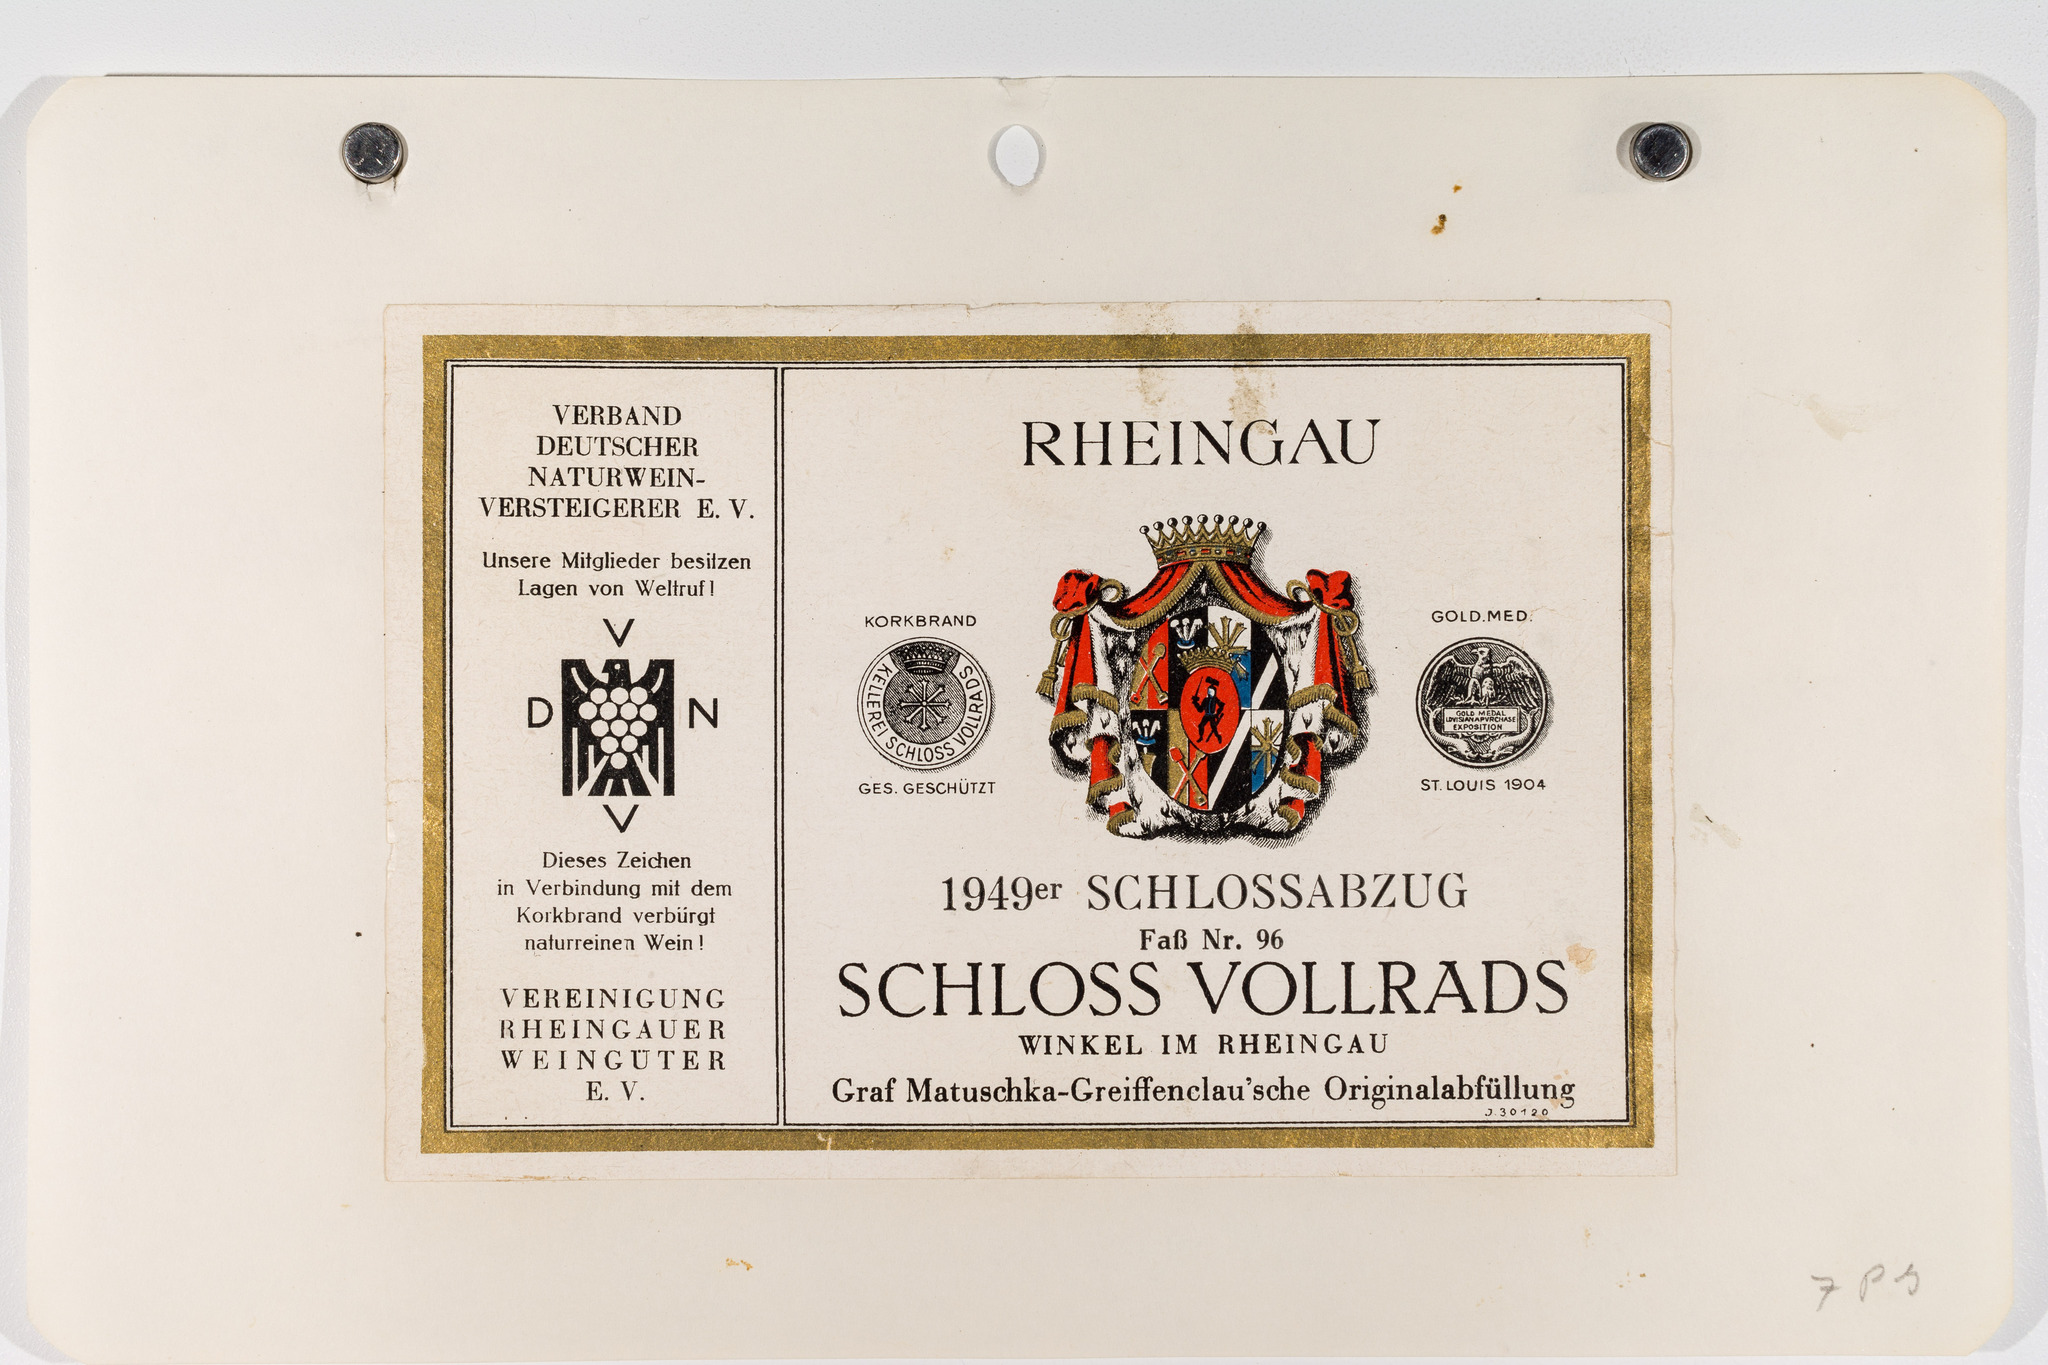 VERBAND
DEUTSCHER
NATURWEIN-
VERSTEIGERER E. V.
Unsere Mitglieder besitzen
Lagen von Weltruf!
V
D N
V
Dieses Zeichen
in Verbindung mit dem
Korkbrand verbürgt
naturreinen Wein!
VEREINIGUNG
RHEINGAUER
WEINGÜTER
E. V.
RHEINGAU
KORKBRAND
KELLEREI SCHLOSS VOLLRADS
GES. GESCHÜTZT
GOLD.MED.
GOLD MEDAL
LOVISIANA PVRCHASE
EXPOSITION
ST. LOUIS 1904
1949er SCHLOSSABZUG
Faß Nr. 96
SCHLOSS VOLLRADS
WINKEL IM RHEINGAU
Graf Matuschka-Greiffenclau'sche Originalabfüllung
J.30120